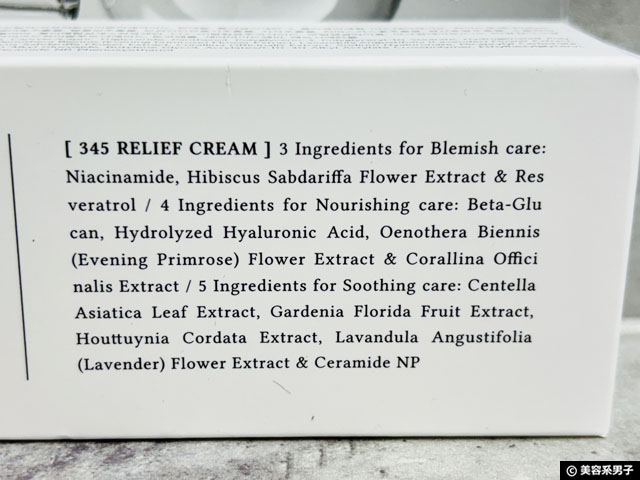 [ 345 RELIEF CREAM ] 3 Ingredients for Blemish care:
Niacinamide, Hibiscus Sabdariffa Flower Extract & Res
veratrol / 4 Ingredients for Nourishing care: Beta-Glu
can, Hydrolyzed Hyaluronic Acid, Oenothera Biennis
(Evening Primrose) Flower Extract & Corallina Offici
nalis Extract / 5 Ingredients for Soothing care: Centella
Asiatica Leaf Extract, Gardenia Florida Fruit Extract,
Houttuynia Cordata Extract, Lavandula Angustifolia
(Lavender) Flower Extract & Ceramide NP
© 美容系男子